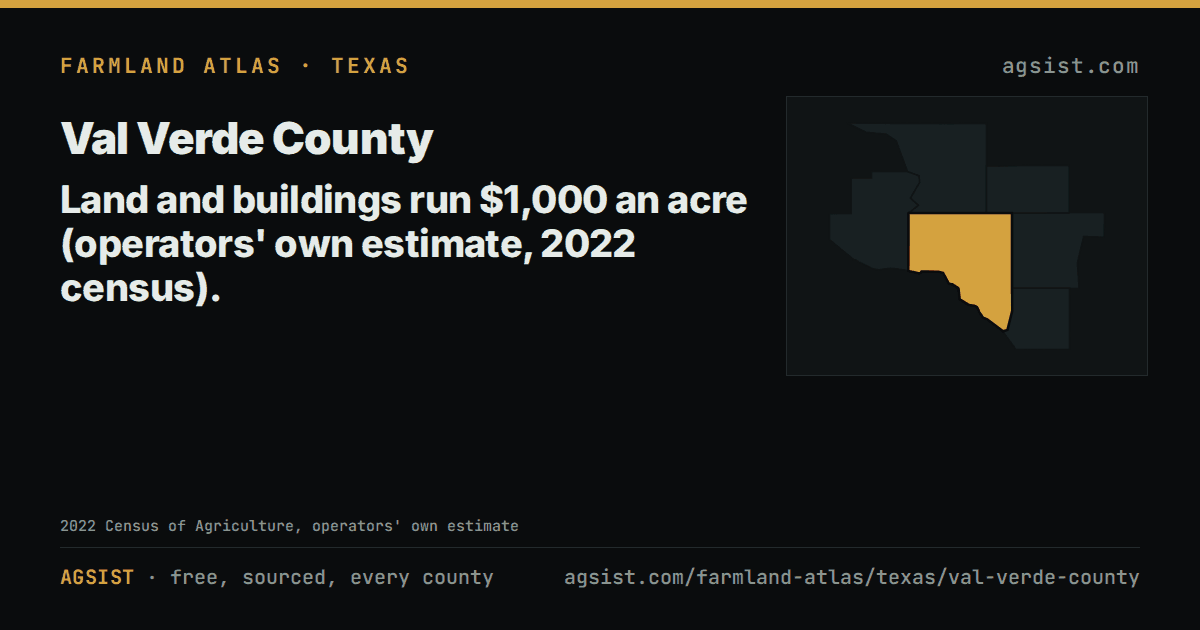 FARMLAND ATLAS · TEXAS
agsist.com
Val Verde County
Land and buildings run $1,000 an acre
(operators' own estimate, 2022
census).
2022 Census of Agriculture, operators' own estimate
AGSIST · free, sourced, every county
agsist.com/farmland-atlas/texas/val-verde-county